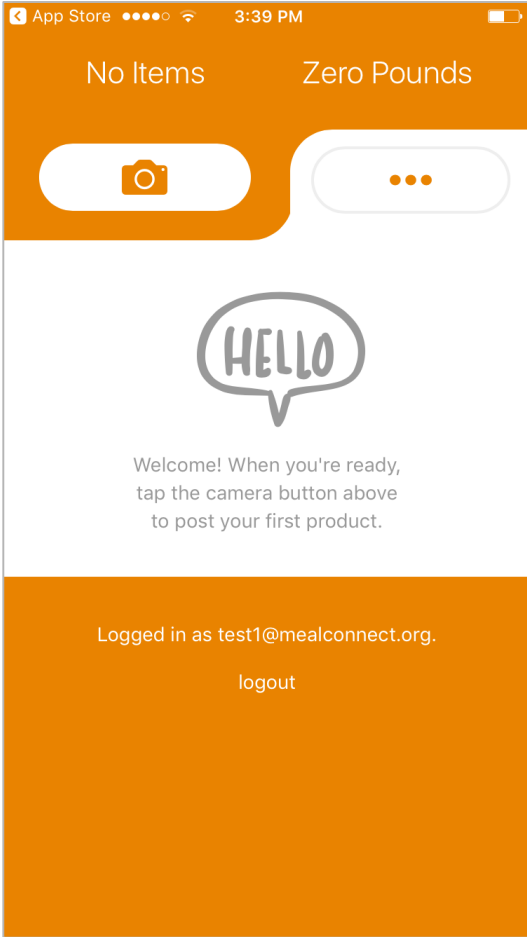 App Store 3:39 PM
No Items Zero Pounds
HELLO
Welcome! When you're ready,
tap the camera button above
to post your first product.
Logged in as test1@mealconnect.org.
logout